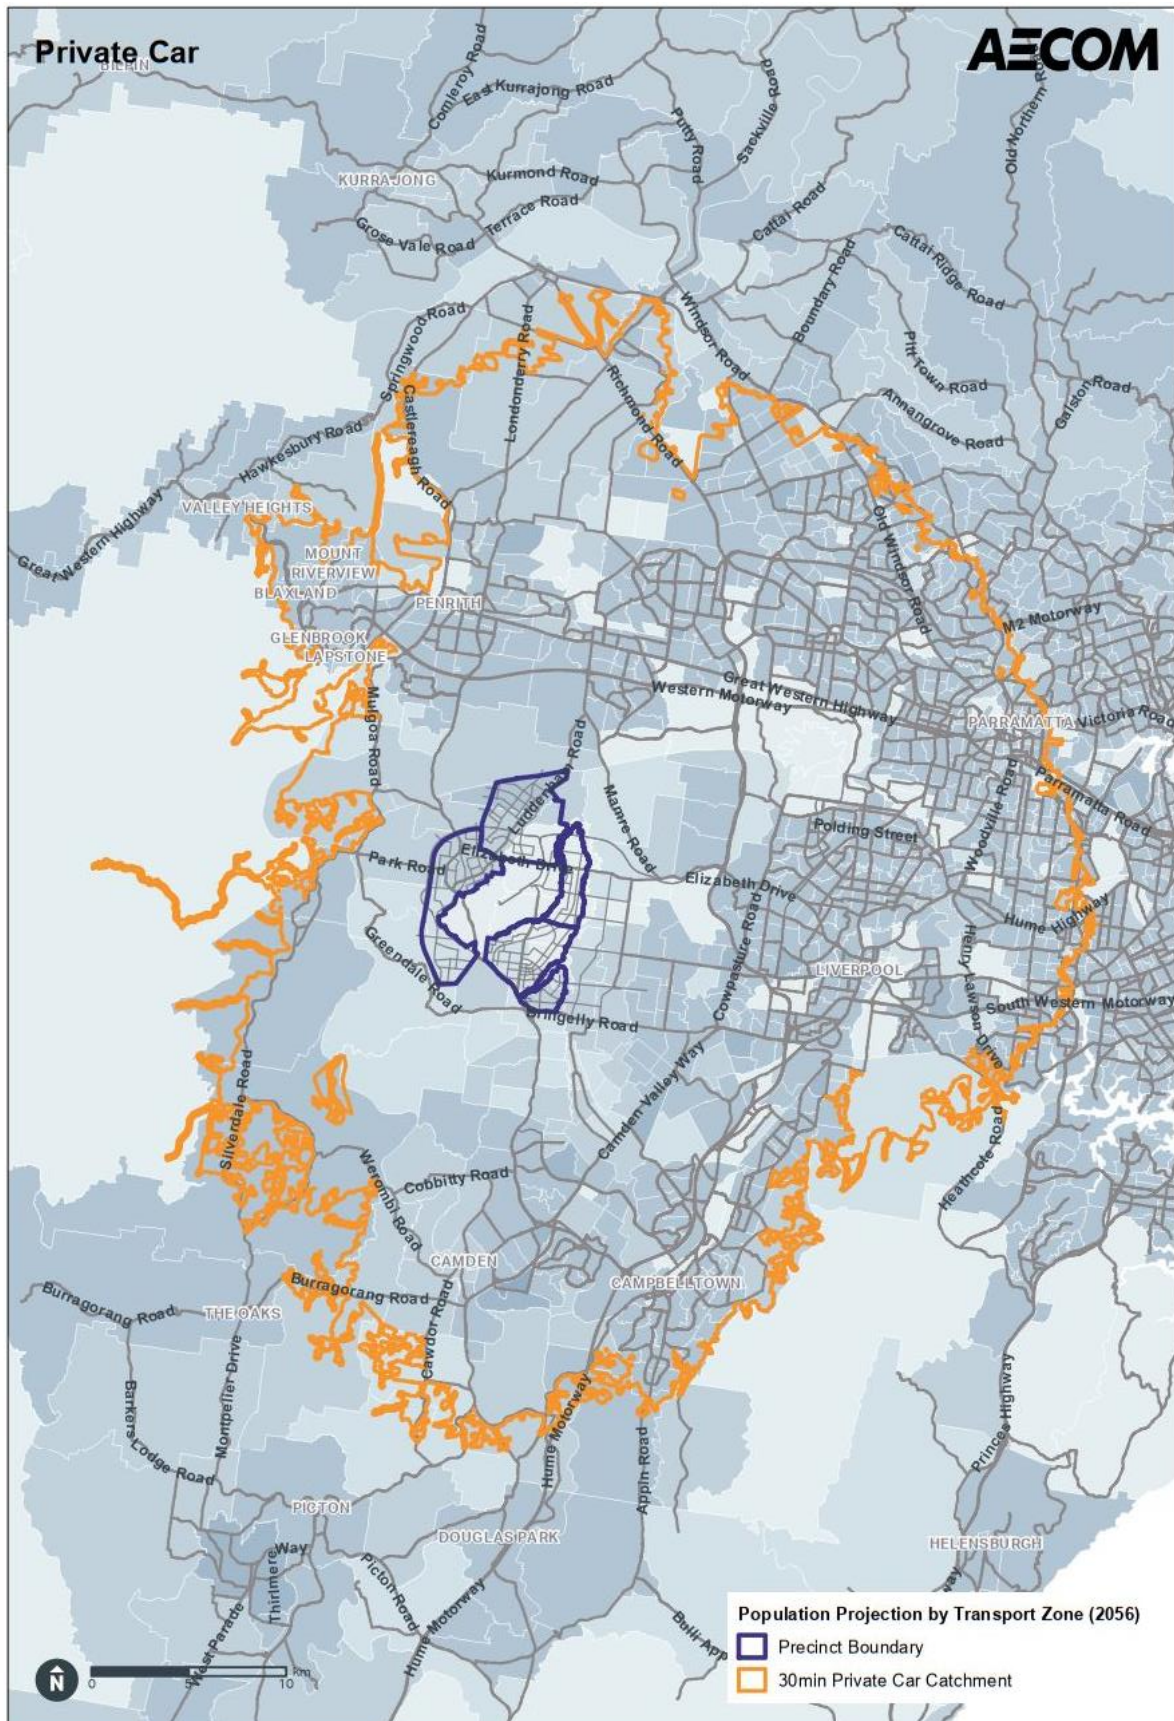 Private Car
AECOM
BILPIN
Comleroy Road
East Kurrajong Road
Putty Road
Sackville Road
Old Northern Road
KURRAJONG
Kurmond Road
Terrace Road
Grose Vale Road
Cattai Road
Cattai Ridge Road
Boundary Road
Windsor Road
Springwood Road
Londonderry Road
Pitt Town Road
Galston Road
Richmond Road
Castlereagh Road
Annangrove Road
Hawkesbury Road
VALLEY HEIGHTS
Great Western Highway
Old Windsor Road
MOUNT
RIVERVIEW
BLAXLAND
PENRITH
M2 Motorway
GLENBROOK
LAPSTONE
Great Western Highway
Western Motorway
Mulgoa Road
PARRAMATTA
Victoria Road
Luddenham Road
Mamre Road
Woodville Road
Parramatta Road
Polding Street
Park Road
Elizabeth Drive
Elizabeth Drive
Cowpasture Road
Hume Highway
Greendale Road
Henry Lawson Drive
LIVERPOOL
South Western Motorway
Bringelly Road
Silverdale Road
Camden Valley Way
Heathcote Road
Werombi Road
Cobbitty Road
CAMDEN
CAMPBELLTOWN
Burragorang Road
Burragorang Road
THE OAKS
Cawdor Road
Montpelier Drive
Barkers Lodge Road
Hume Motorway
Appin Road
Princes Highway
PICTON
DOUGLAS PARK
HELENSBURGH
Thirlmere Way
Picton Road
West Parade
Hume Motorway
Bulli App
way
Population Projection by Transport Zone (2056)
Precinct Boundary
30min Private Car Catchment
N
0 5 10 km